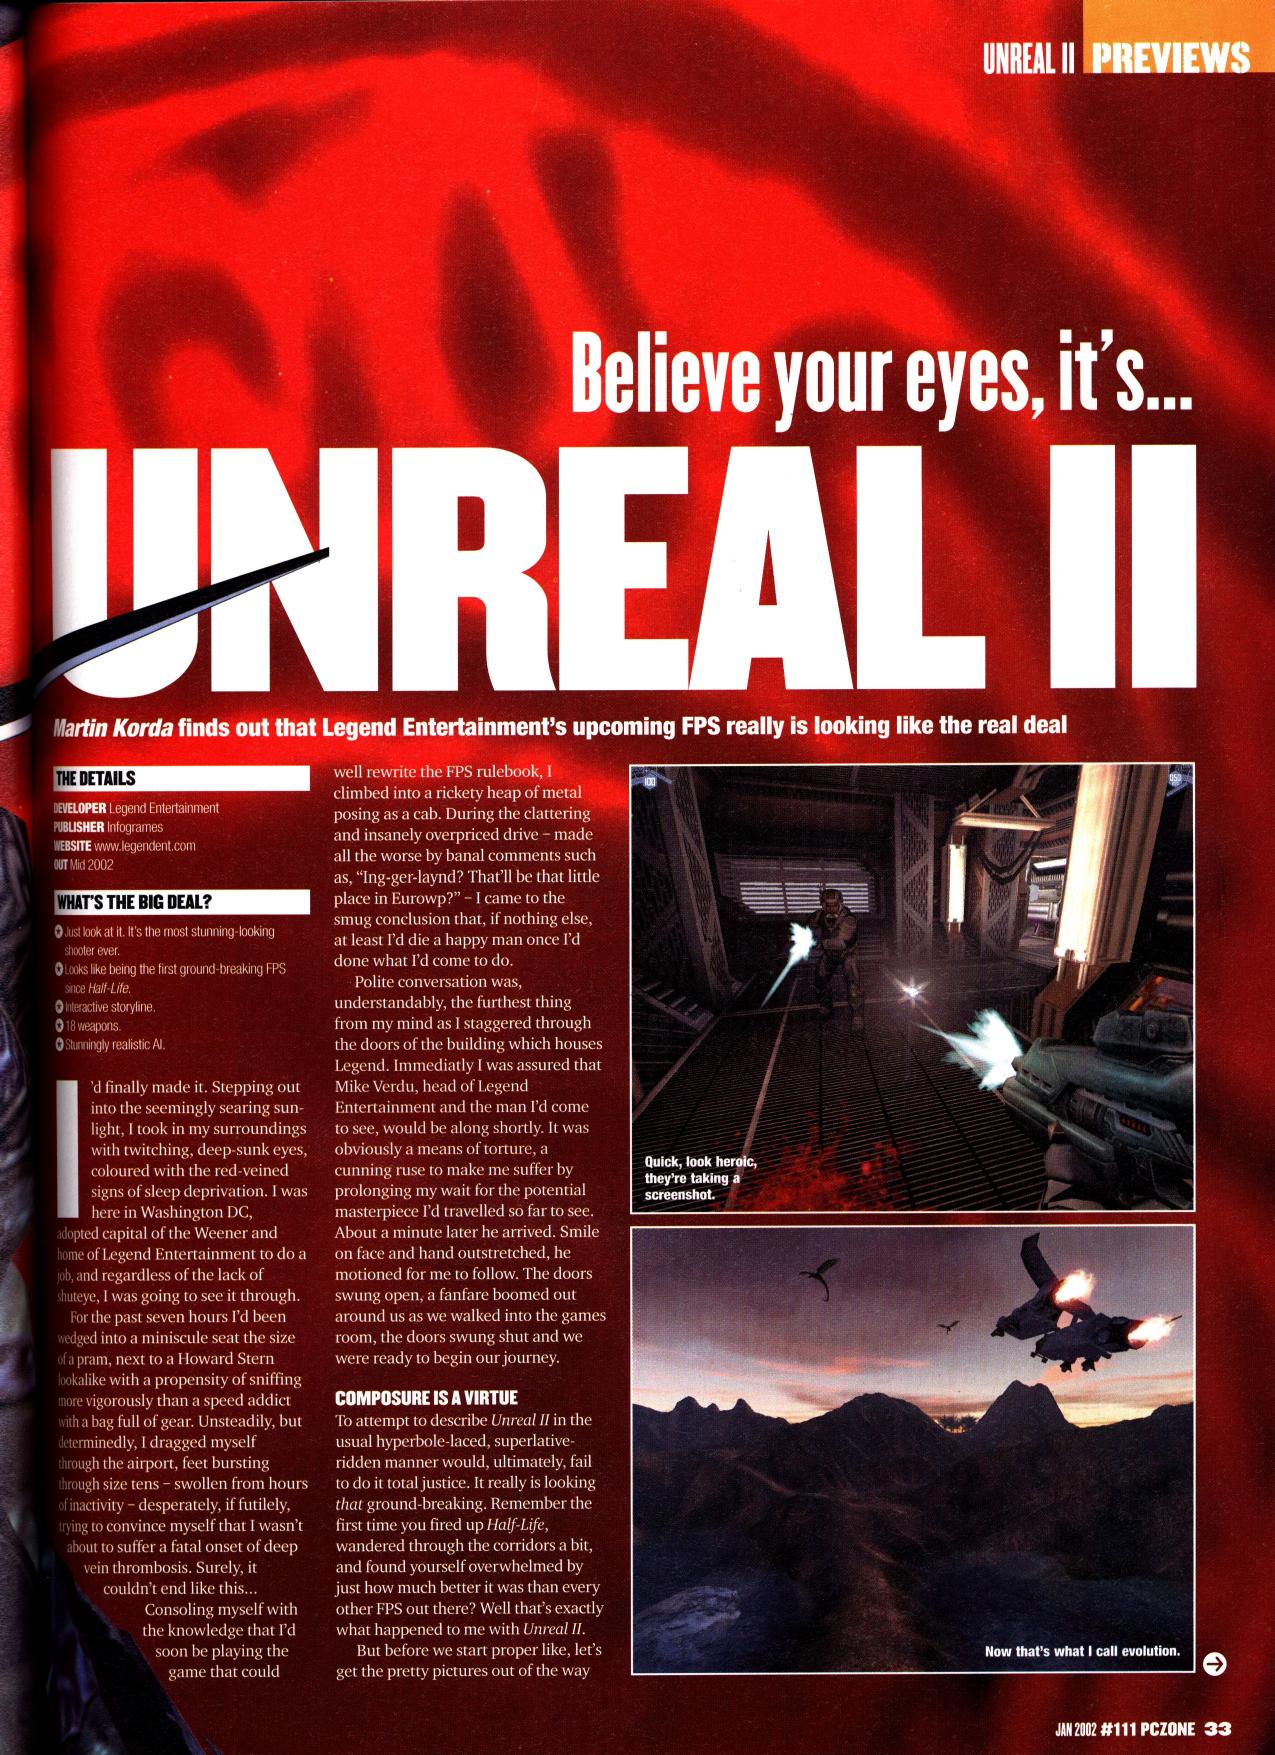 UNREAL II PREVIEWS
Believe your eyes, it's...
UNREAL II
Martin Korda finds out that Legend Entertainment's upcoming FPS really is looking like the real deal
THE DETAILS
DEVELOPER Legend Entertainment
PUBLISHER Infogrames
WEBSITE www.legendent.com
OUT Mid 2002
WHAT'S THE BIG DEAL?
Just look at it. It's the most stunning-looking
shooter ever.
Looks like being the first ground-breaking FPS
since Half-Life.
Interactive storyline.
18 weapons.
Stunningly realistic AI.
I'd finally made it. Stepping out
into the seemingly searing sun-
light, I took in my surroundings
with twitching, deep-sunk eyes,
coloured with the red-veined
signs of sleep deprivation. I was
here in Washington DC,
adopted capital of the Weener and
home of Legend Entertainment to do a
job, and regardless of the lack of
shuteye, I was going to see it through.
For the past seven hours I'd been
wedged into a miniscule seat the size
of a pram, next to a Howard Stern
lookalike with a propensity of sniffing
more vigorously than a speed addict
with a bag full of gear. Unsteadily, but
determinedly, I dragged myself
through the airport, feet bursting
through size tens – swollen from hours
of inactivity – desperately, if futilely,
trying to convince myself that I wasn't
about to suffer a fatal onset of deep
vein thrombosis. Surely, it
couldn't end like this...
Consoling myself with
the knowledge that I'd
soon be playing the
game that could
well rewrite the FPS rulebook, I
climbed into a rickety heap of metal
posing as a cab. During the clattering
and insanely overpriced drive – made
all the worse by banal comments such
as, "Ing-ger-laynd? That'll be that little
place in Eurowp?" – I came to the
smug conclusion that, if nothing else,
at least I'd die a happy man once I'd
done what I'd come to do.
Polite conversation was,
understandably, the furthest thing
from my mind as I staggered through
the doors of the building which houses
Legend. Immediatly I was assured that
Mike Verdu, head of Legend
Entertainment and the man I'd come
to see, would be along shortly. It was
obviously a means of torture, a
cunning ruse to make me suffer by
prolonging my wait for the potential
masterpiece I'd travelled so far to see.
About a minute later he arrived. Smile
on face and hand outstretched, he
motioned for me to follow. The doors
swung open, a fanfare boomed out
around us as we walked into the games
room, the doors swung shut and we
were ready to begin our journey.
COMPOSURE IS A VIRTUE
To attempt to describe Unreal II in the
usual hyperbole-laced, superlative-
ridden manner would, ultimately, fail
to do it total justice. It really is looking
that ground-breaking. Remember the
first time you fired up Half-Life,
wandered through the corridors a bit,
and found yourself overwhelmed by
just how much better it was than every
other FPS out there? Well that's exactly
what happened to me with Unreal II.
But before we start proper like, let's
get the pretty pictures out of the way
100
050
Quick, look heroic,
they're taking a
screenshot.
Now that's what I call evolution.
JAN 2002 #111 PCZONE 33